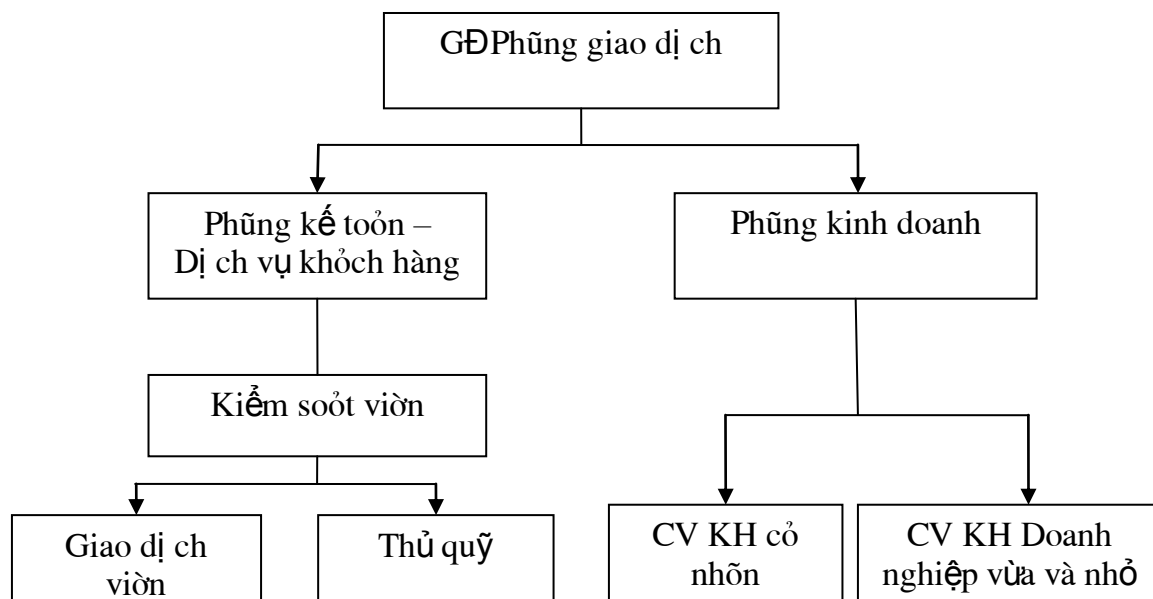 GĐPhũng giao dị ch
Phũng kế toỏn –
Dị ch vụ khỏch hàng
Phũng kinh doanh
Kiểm soỏt viờn
Giao dị ch
viờn
Thủ quỹ
CV KH cỏ
nhõn
CV KH Doanh
nghiệp vừa và nhỏ